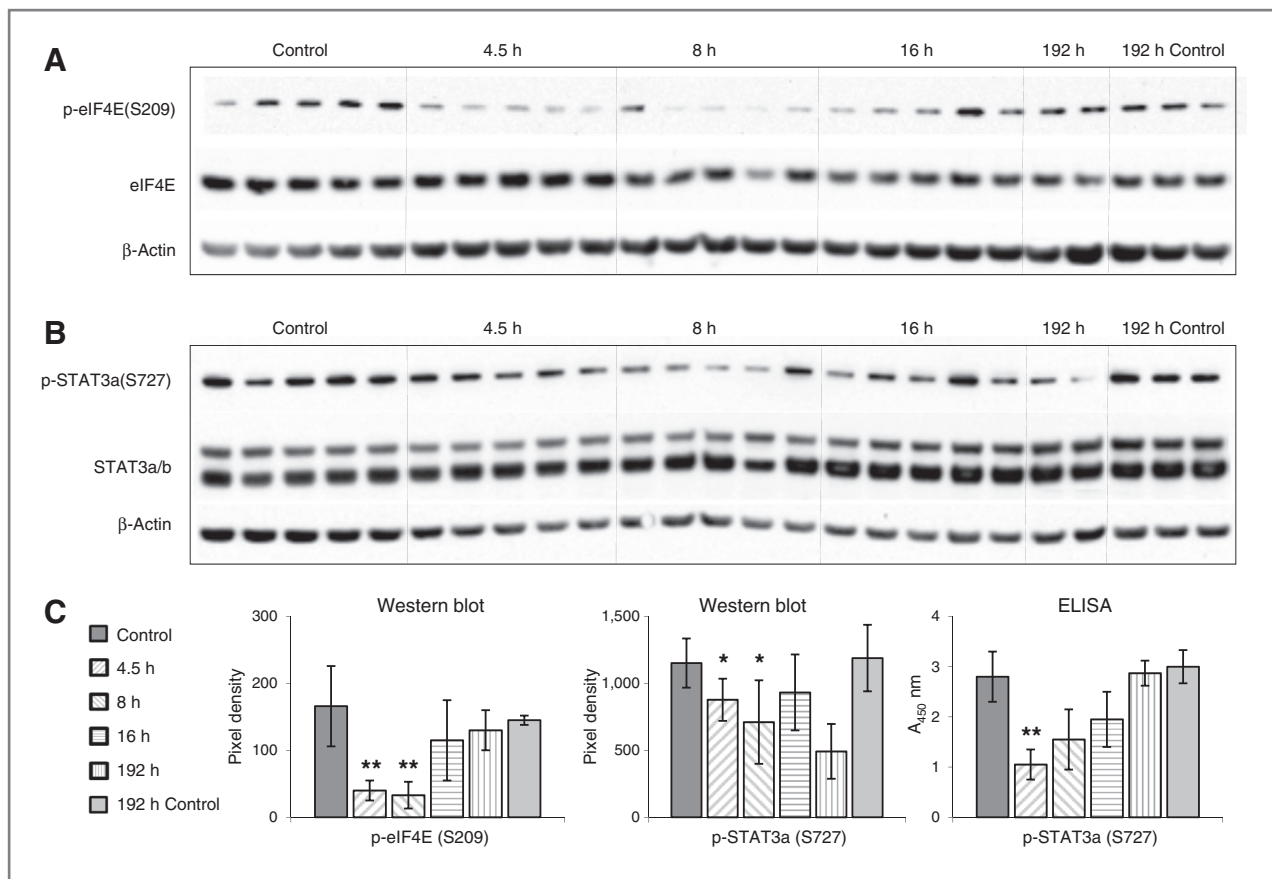 A
Control 4.5 h 8 h 16 h 192 h 192 h Control
p-eIF4E(S209)
eIF4E
β-Actin
B
Control 4.5 h 8 h 16 h 192 h 192 h Control
p-STAT3a(S727)
STAT3a/b
β-Actin
C
Control
4.5 h
8 h
16 h
192 h
192 h Control
Western blot
Pixel density
300
200
100
0
** **
p-eIF4E (S209)
Western blot
Pixel density
1,500
1,000
500
0
* *
p-STAT3a (S727)
ELISA
A450 nm
4
3
2
1
0
**
p-STAT3a (S727)